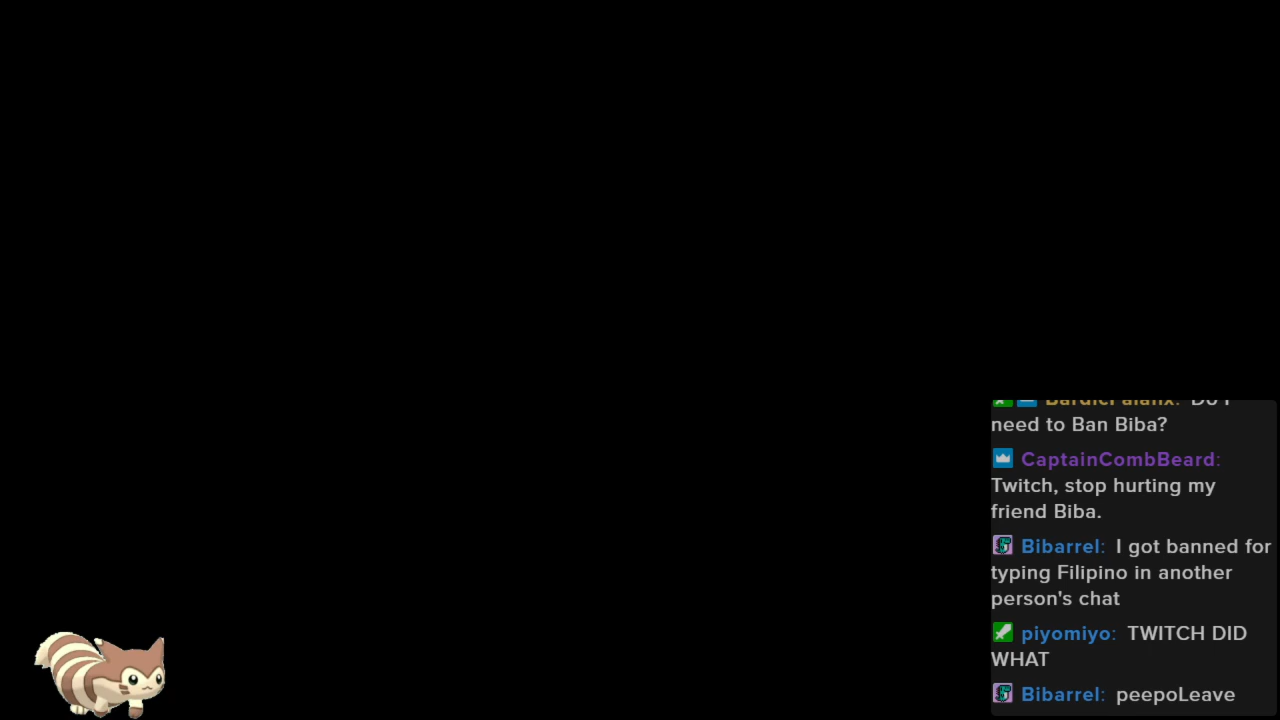 need to Ban Biba?
CaptainCombBeard:
Twitch, stop hurting my
friend Biba.
Bibarrel: I got banned for
typing Filipino in another
person's chat
piyomiyo: TWITCH DID
WHAT
Bibarrel: peepoLeave